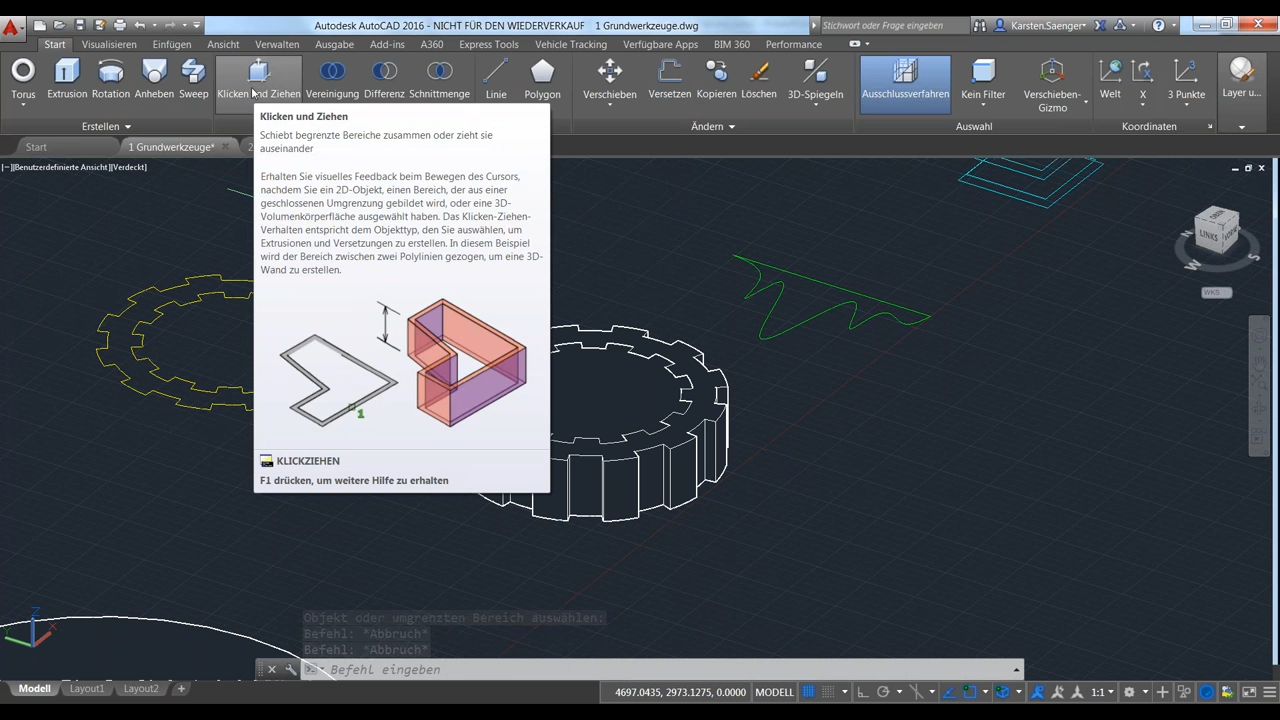 Autodesk AutoCAD 2016 - NICHT FÜR DEN WIEDERVERKAUF 1 Grundwerkzeuge.dwg
Stichwort oder Frage eingeben
Karsten.Saenger
Start Visualisieren Einfügen Ansicht Verwalten Ausgabe Add-ins A360 Express Tools Vehicle Tracking Verfügbare Apps BIM 360 Performance
Torus Extrusion Rotation Anheben Sweep Klicken und Ziehen Vereinigung Differenz Schnittmenge Linie Polygon Verschieben Versetzen Kopieren Löschen 3D-Spiegeln Ausschlussverfahren Kein Filter Verschieben-Gizmo Welt X 3 Punkte Layer u...
Erstellen Ändern Auswahl Koordinaten
Start 1 Grundwerkzeuge* 2
[−][Benutzerdefinierte Ansicht][Verdeckt]
Klicken und Ziehen
Schiebt begrenzte Bereiche zusammen oder zieht sie
auseinander
Erhalten Sie visuelles Feedback beim Bewegen des Cursors,
nachdem Sie ein 2D-Objekt, einen Bereich, der aus einer
geschlossenen Umgrenzung gebildet wird, oder eine 3D-
Volumenkörperfläche ausgewählt haben. Das Klicken-Ziehen-
Verhalten entspricht dem Objekttyp, den Sie auswählen, um
Extrusionen und Versetzungen zu erstellen. In diesem Beispiel
wird der Bereich zwischen zwei Polylinien gezogen, um eine 3D-
Wand zu erstellen.
1
KLICKZIEHEN
F1 drücken, um weitere Hilfe zu erhalten
OBEN
LINKS
N
W
S
WKS
Z
X
Y
Objekt oder umgrenzten Bereich auswählen:
Befehl: *Abbruch*
Befehl: *Abbruch*
Befehl eingeben
Modell Layout1 Layout2 +
4697.0435, 2973.1275, 0.0000 MODELL 1:1